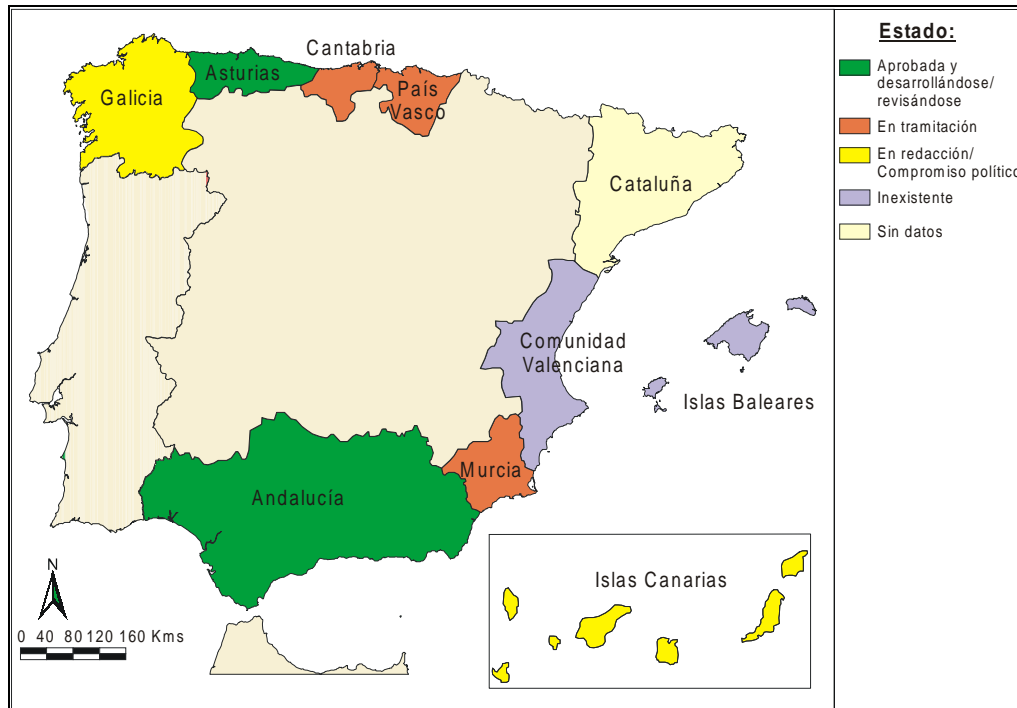 Cantabria
Asturias
País
Vasco
Galicia
Cataluña
Comunidad
Valenciana
Islas Baleares
Murcia
Andalucía
Islas Canarias
N
0 40 80 120 160 Kms
Estado:
Aprobada y
desarrollándose/
revisándose
En tramitación
En redacción/
Compromiso político
Inexistente
Sin datos